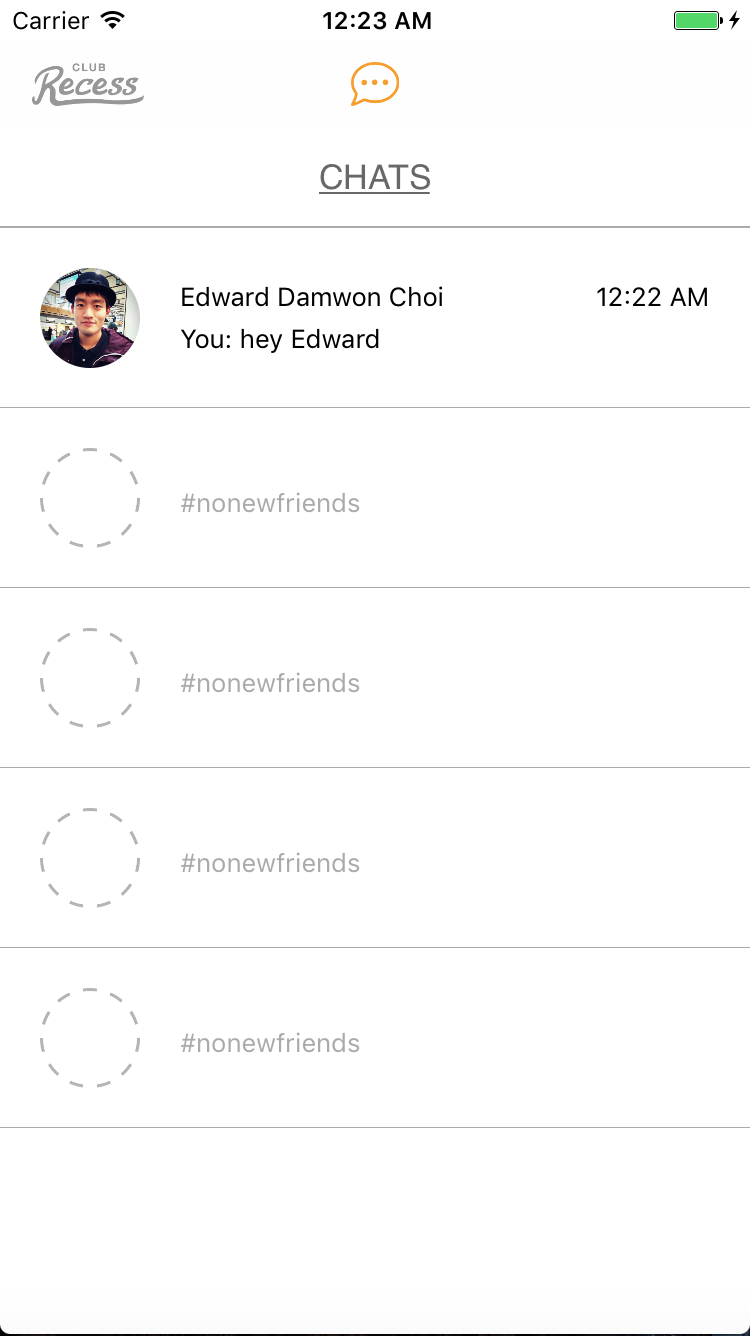 Carrier 12:23 AM
CLUB
Recess
CHATS
Edward Damwon Choi 12:22 AM
You: hey Edward
#nonewfriends
#nonewfriends
#nonewfriends
#nonewfriends